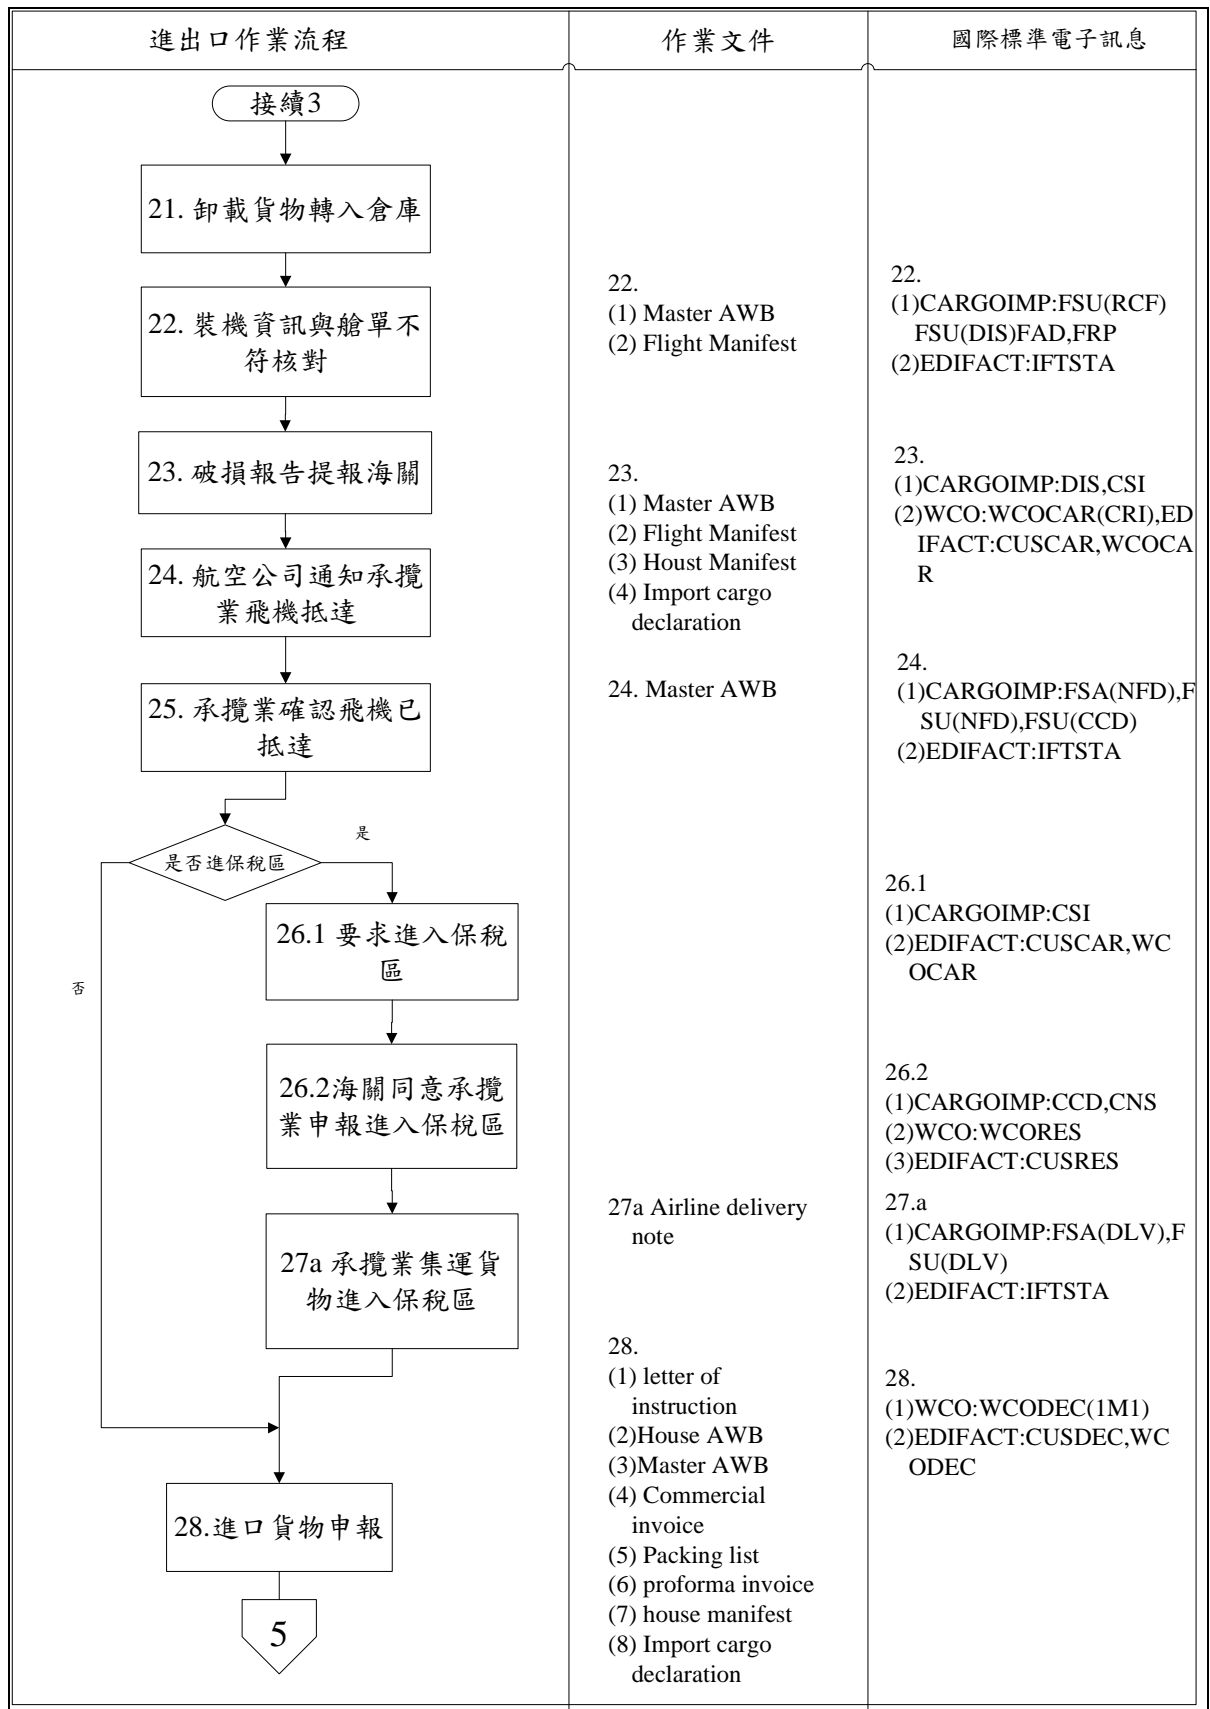 進出口作業流程
作業文件
國際標準電子訊息
接續3
21. 卸載貨物轉入倉庫
22. 裝機資訊與艙單不
符核對
23. 破損報告提報海關
24. 航空公司通知承攬
業飛機抵達
25. 承攬業確認飛機已
抵達
是否進保稅區
是
否
26.1 要求進入保稅
區
26.2海關同意承攬
業申報進入保稅區
27a 承攬業集運貨
物進入保稅區
28.進口貨物申報
5
22.
(1) Master AWB
(2) Flight Manifest
23.
(1) Master AWB
(2) Flight Manifest
(3) Houst Manifest
(4) Import cargo
declaration
24. Master AWB
27a Airline delivery
note
28.
(1) letter of
instruction
(2)House AWB
(3)Master AWB
(4) Commercial
invoice
(5) Packing list
(6) proforma invoice
(7) house manifest
(8) Import cargo
declaration
22.
(1)CARGOIMP:FSU(RCF)
FSU(DIS)FAD,FRP
(2)EDIFACT:IFTSTA
23.
(1)CARGOIMP:DIS,CSI
(2)WCO:WCOCAR(CRI),ED
IFACT:CUSCAR,WCOCA
R
24.
(1)CARGOIMP:FSA(NFD),F
SU(NFD),FSU(CCD)
(2)EDIFACT:IFTSTA
26.1
(1)CARGOIMP:CSI
(2)EDIFACT:CUSCAR,WC
OCAR
26.2
(1)CARGOIMP:CCD,CNS
(2)WCO:WCORES
(3)EDIFACT:CUSRES
27.a
(1)CARGOIMP:FSA(DLV),F
SU(DLV)
(2)EDIFACT:IFTSTA
28.
(1)WCO:WCODEC(1M1)
(2)EDIFACT:CUSDEC,WC
ODEC